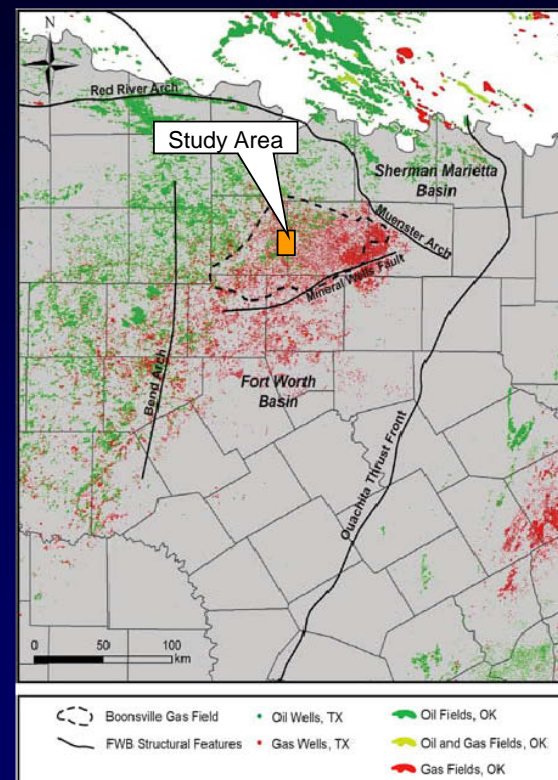 N
Red River Arch
Study Area
Sherman Marietta
Basin
Muenster Arch
Mineral Wells Fault
Bend Arch
Fort Worth
Basin
Ouachita Thrust Front
0 50 100
km
Boonsville Gas Field
Oil Wells, TX
Oil Fields, OK
FWB Structural Features
Gas Wells, TX
Oil and Gas Fields, OK
Gas Fields, OK